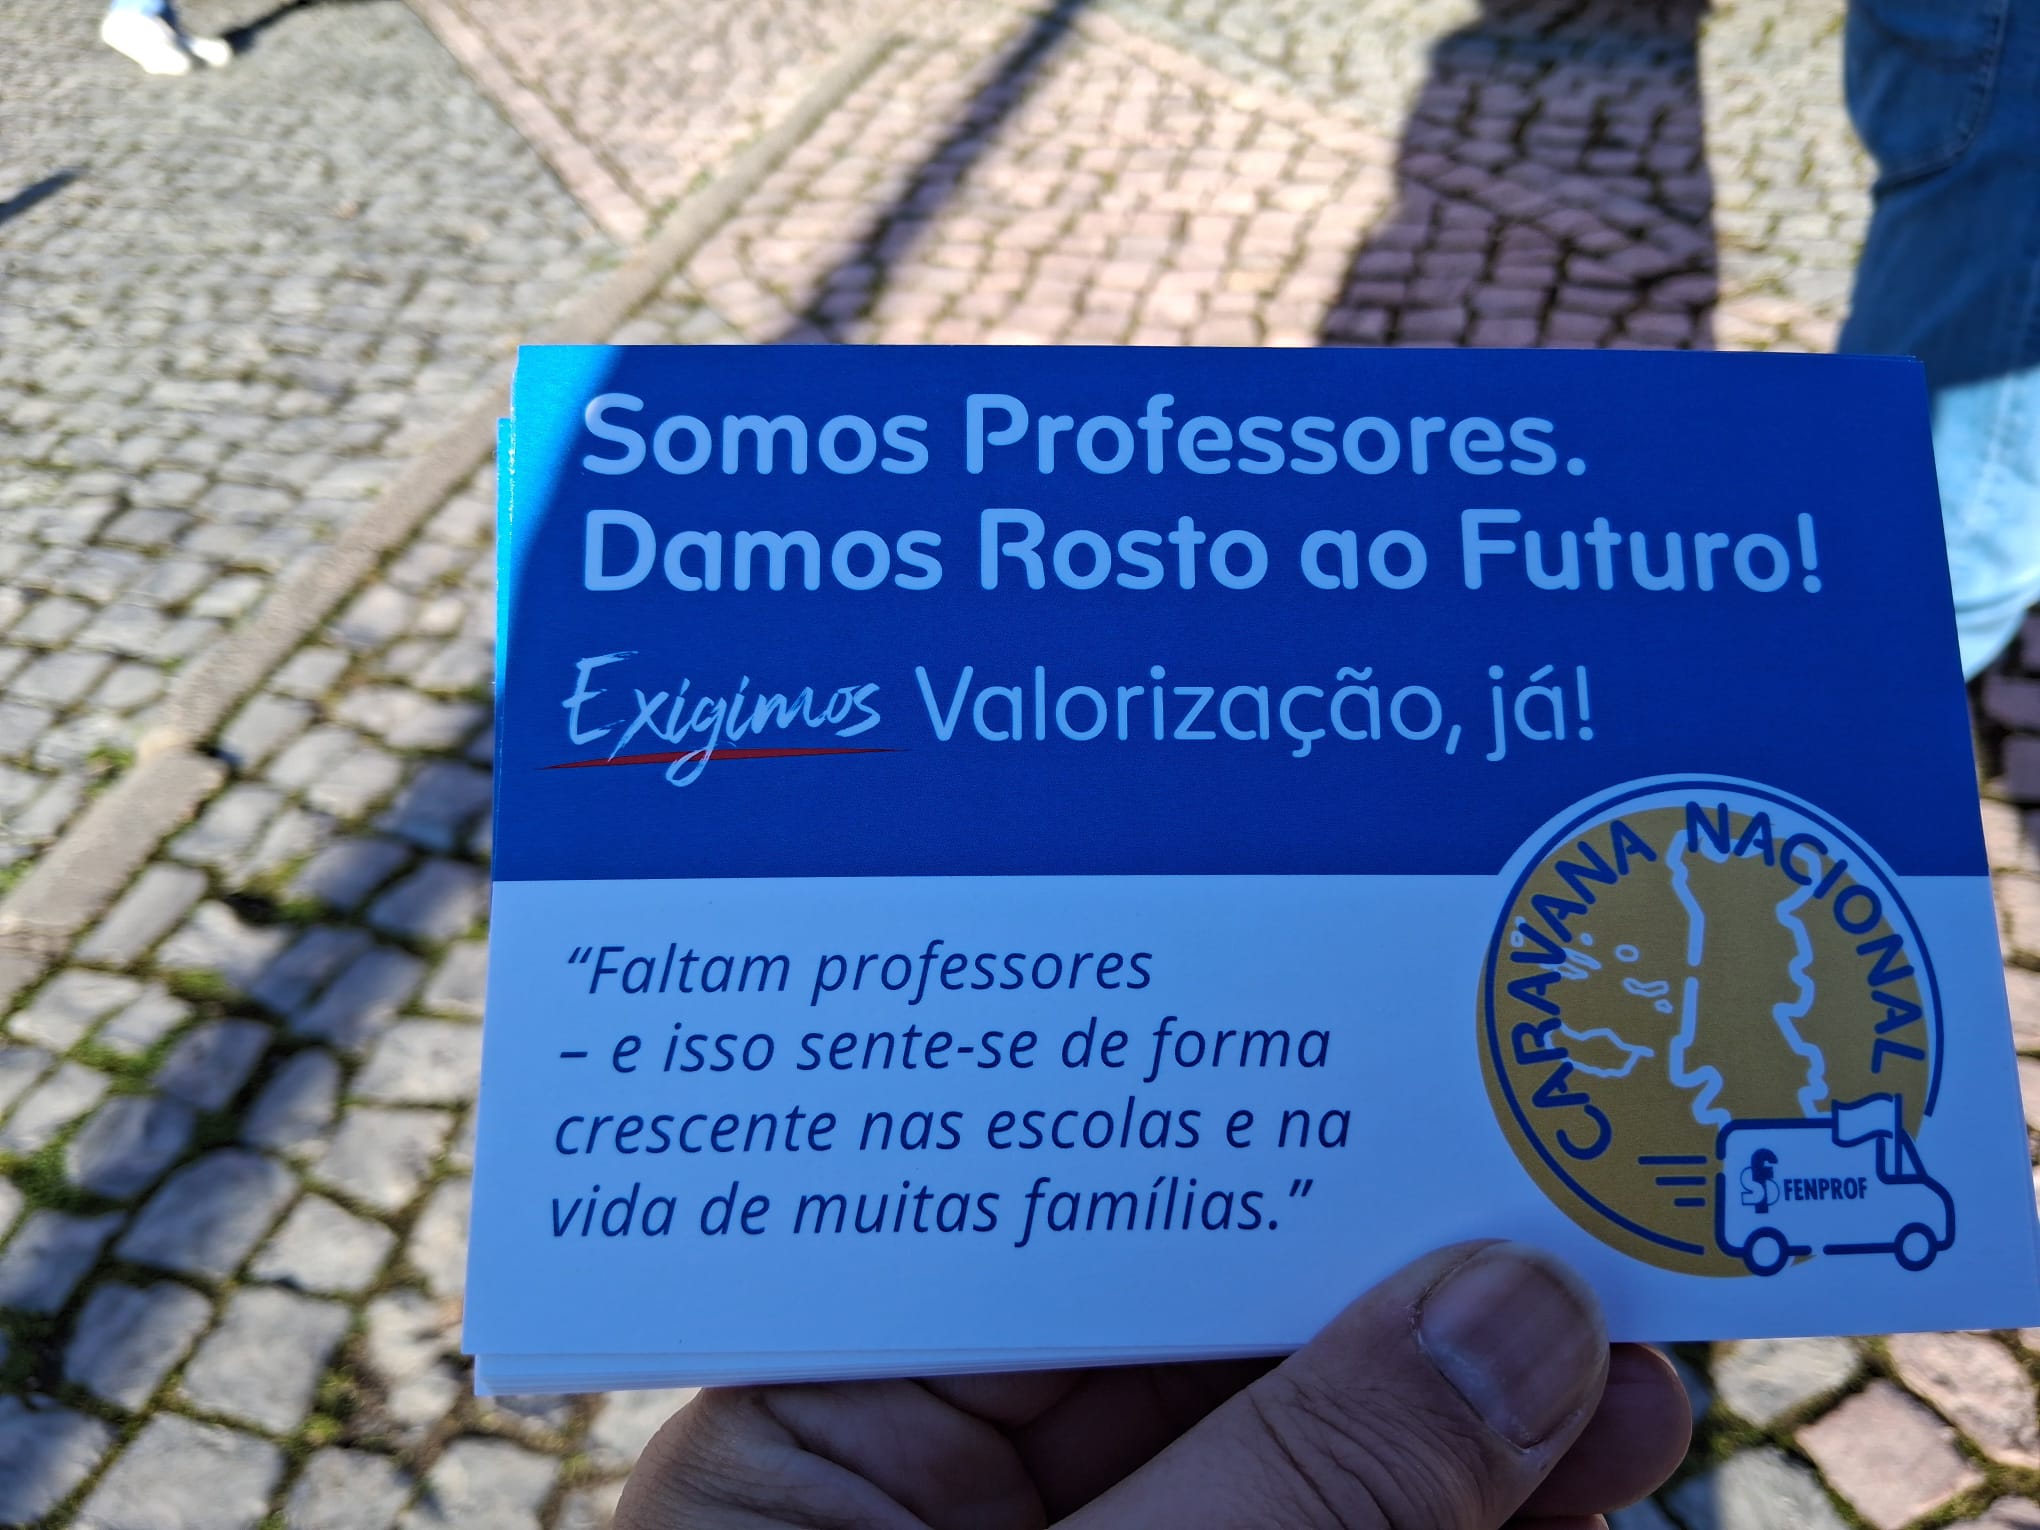 Somos Professores.
Damos Rosto ao Futuro!
Exigimos Valorização, já!
“Faltam professores
– e isso sente-se de forma
crescente nas escolas e na
vida de muitas famílias.”
CARAVANA NACIONAL
FENPROF